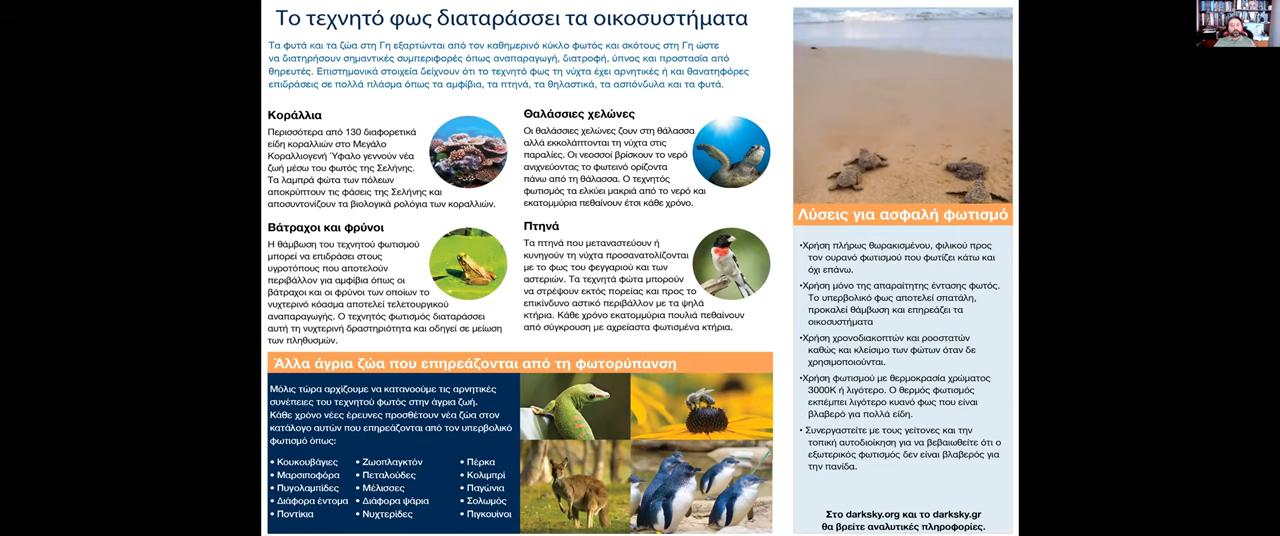 Το τεχνητό φως διαταράσσει τα οικοσυστήματα
Τα φυτά και τα ζώα στη Γη εξαρτώνται από τον καθημερινό κύκλο φωτός και σκότους στη Γη ώστε
να διατηρήσουν σημαντικές συμπεριφορές όπως αναπαραγωγή, διατροφή, ύπνος και προστασία από
θηρευτές. Επιστημονικά στοιχεία δείχνουν ότι το τεχνητό φως τη νύχτα έχει αρνητικές ή και θανατηφόρες
επιδράσεις σε πολλά πλάσμα όπως τα αμφίβια, τα πτηνά, τα θηλαστικά, τα ασπόνδυλα και τα φυτά.
Κοράλλια
Περισσότερα από 130 διαφορετικά
είδη κοραλλιών στο Μεγάλο
Κοραλλιογενή Ύφαλο γεννούν νέα
ζωή μέσω του φωτός της Σελήνης.
Τα λαμπρά φώτα των πόλεων
αποκρύπτουν τις φάσεις της Σελήνης και
αποσυντονίζουν τα βιολογικά ρολόγια των κοραλλιών.
Θαλάσσιες χελώνες
Οι θαλάσσιες χελώνες ζουν στη θάλασσα
αλλά εκκολάπτονται τη νύχτα στις
παραλίες. Οι νεοσσοί βρίσκουν το νερό
ανιχνεύοντας το φωτεινό ορίζοντα
πάνω από τη θάλασσα. Ο τεχνητός
φωτισμός τα ελκύει μακριά από το νερό και
εκατομμύρια πεθαίνουν έτσι κάθε χρόνο.
Βάτραχοι και φρύνοι
Η θάμβωση του τεχνητού φωτισμού
μπορεί να επιδράσει στους
υγροτόπους που αποτελούν
περιβάλλον για αμφίβια όπως οι
βάτραχοι και οι φρύνοι των οποίων το
νυχτερινό κόασμα αποτελεί τελετουργικού
αναπαραγωγής. Ο τεχνητός φωτισμός διαταράσσει
αυτή τη νυχτερινή δραστηριότητα και οδηγεί σε μείωση
των πληθυσμών.
Πτηνά
Τα πτηνά που μεταναστεύουν ή
κυνηγούν τη νύχτα προσανατολίζονται
με το φως του φεγγαριού και των
αστεριών. Τα τεχνητά φώτα μπορούν
να στρέψουν εκτός πορείας και προς το
επικίνδυνο αστικό περιβάλλον με τα ψηλά
κτήρια. Κάθε χρόνο εκατομμύρια πουλιά πεθαίνουν
από σύγκρουση με αχρείαστα φωτισμένα κτήρια.
Άλλα άγρια ζώα που επηρεάζονται από τη φωτορύπανση
Μόλις τώρα αρχίζουμε να κατανοούμε τις αρνητικές
συνέπειες του τεχνητού φωτός στην άγρια ζωή.
Κάθε χρόνο νέες έρευνες προσθέτουν νέα ζώα στον
κατάλογο αυτών που επηρεάζονται από τον υπερβολικό
φωτισμό όπως:
• Κουκουβάγιες
• Μαρσιποφόρα
• Πυγολαμπίδες
• Διάφορα έντομα
• Ποντίκια
• Ζωοπλαγκτόν
• Πεταλούδες
• Μέλισσες
• Διάφορα ψάρια
• Νυχτερίδες
• Πέρκα
• Κολιμπρί
• Παγώνια
• Σολωμός
• Πιγκουίνοι
Λύσεις για ασφαλή φωτισμό
•Χρήση πλήρως θωρακισμένου, φιλικού προς
τον ουρανό φωτισμού που φωτίζει κάτω και
όχι επάνω.
•Χρήση μόνο της απαραίτητης έντασης φωτός.
Το υπερβολικό φως αποτελεί σπατάλη,
προκαλεί θάμβωση και επηρεάζει τα
οικοσυστήματα
•Χρήση χρονοδιακοπτών και ροοστατών
καθώς και κλείσιμο των φώτων όταν δε
χρησιμοποιούνται.
•Χρήση φωτισμού με θερμοκρασία χρώματος
3000Κ ή λιγότερο. Ο θερμός φωτισμός
εκπέμπει λιγότερο κυανό φως που είναι
βλαβερό για πολλά είδη.
• Συνεργαστείτε με τους γείτονες και την
τοπική αυτοδιοίκηση για να βεβαιωθείτε ότι ο
εξωτερικός φωτισμός δεν είναι βλαβερός για
την πανίδα.
Στο darksky.org και το darksky.gr
θα βρείτε αναλυτικές πληροφορίες.